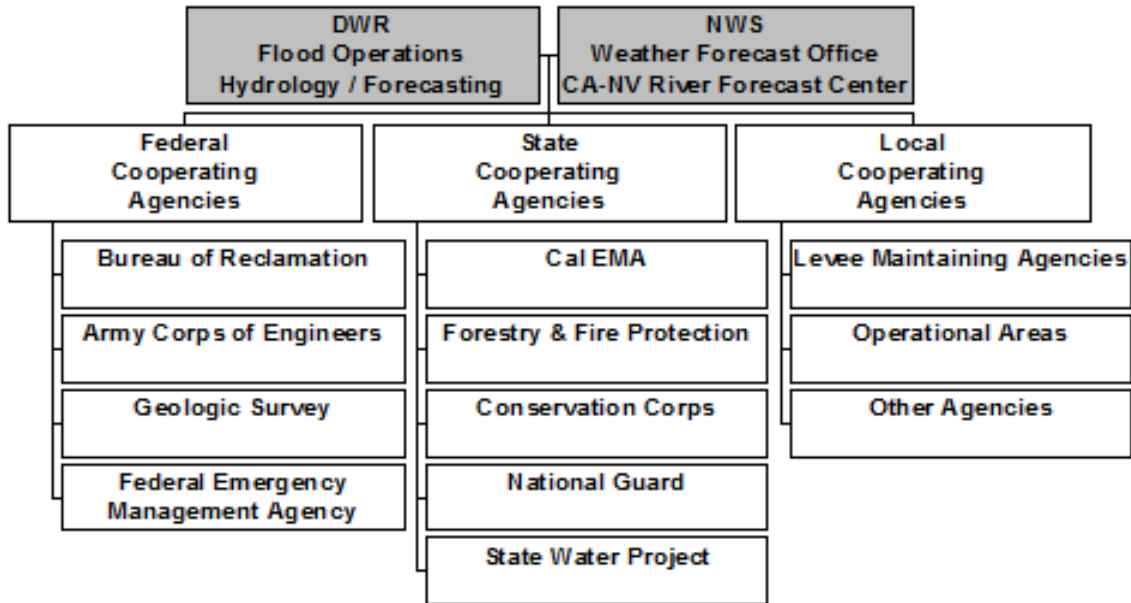 DWR
Flood Operations
Hydrology / Forecasting
NWS
Weather Forecast Office
CA-NV River Forecast Center
Federal
Cooperating
Agencies
Bureau of Reclamation
Army Corps of Engineers
Geologic Survey
Federal Emergency
Management Agency
State
Cooperating
Agencies
Cal EMA
Forestry & Fire Protection
Conservation Corps
National Guard
State Water Project
Local
Cooperating
Agencies
Levee Maintaining Agencies
Operational Areas
Other Agencies